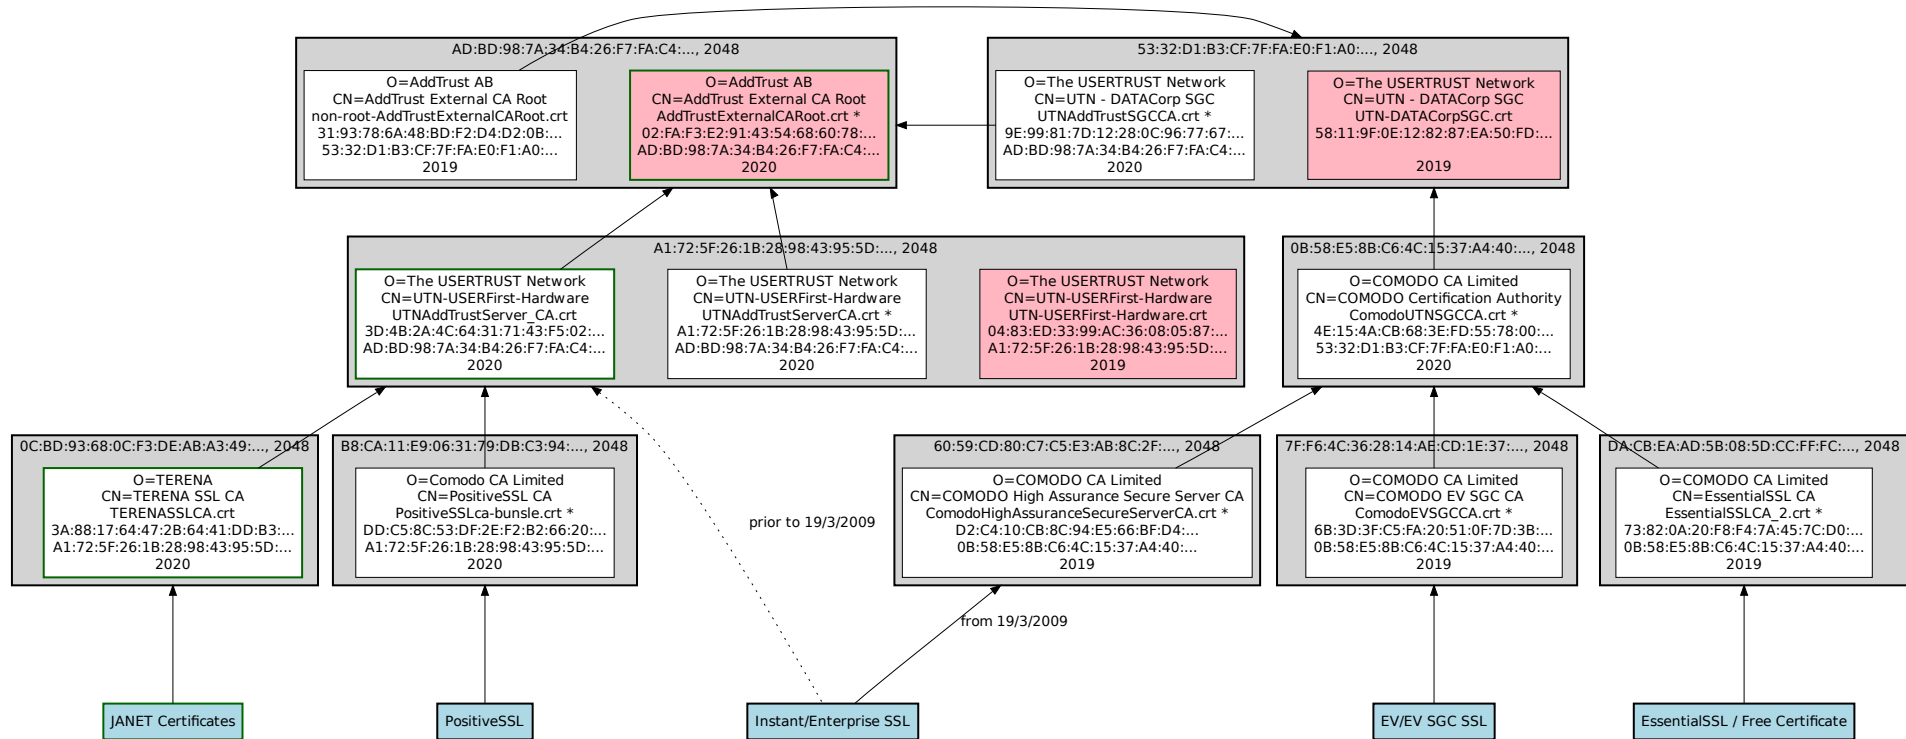 AD:BD:98:7A:34:B4:26:F7:FA:C4:..., 2048
O=AddTrust AB
CN=AddTrust External CA Root
non-root-AddTrustExternalCARoot.crt
31:93:78:6A:48:BD:F2:D4:D2:0B:...
53:32:D1:B3:CF:7F:FA:E0:F1:A0:...
2019
O=AddTrust AB
CN=AddTrust External CA Root
AddTrustExternalCARoot.crt *
02:FA:F3:E2:91:43:54:68:60:78:...
AD:BD:98:7A:34:B4:26:F7:FA:C4:...
2020
53:32:D1:B3:CF:7F:FA:E0:F1:A0:..., 2048
O=The USERTRUST Network
CN=UTN - DATACorp SGC
UTNAddTrustSGCCA.crt *
9E:99:81:7D:12:28:0C:96:77:67:...
AD:BD:98:7A:34:B4:26:F7:FA:C4:...
2020
O=The USERTRUST Network
CN=UTN - DATACorp SGC
UTN-DATACorpSGC.crt
58:11:9F:0E:12:82:87:EA:50:FD:...
2019
A1:72:5F:26:1B:28:98:43:95:5D:..., 2048
O=The USERTRUST Network
CN=UTN-USERFirst-Hardware
UTNAddTrustServer_CA.crt
3D:4B:2A:4C:64:31:71:43:F5:02:...
AD:BD:98:7A:34:B4:26:F7:FA:C4:...
2020
O=The USERTRUST Network
CN=UTN-USERFirst-Hardware
UTNAddTrustServerCA.crt *
A1:72:5F:26:1B:28:98:43:95:5D:...
AD:BD:98:7A:34:B4:26:F7:FA:C4:...
2020
O=The USERTRUST Network
CN=UTN-USERFirst-Hardware
UTN-USERFirst-Hardware.crt
04:83:ED:33:99:AC:36:08:05:87:...
A1:72:5F:26:1B:28:98:43:95:5D:...
2019
0B:58:E5:8B:C6:4C:15:37:A4:40:..., 2048
O=COMODO CA Limited
CN=COMODO Certification Authority
ComodoUTNSGCCA.crt *
4E:15:4A:CB:68:3E:FD:55:78:00:...
53:32:D1:B3:CF:7F:FA:E0:F1:A0:...
2020
0C:BD:93:68:0C:F3:DE:AB:A3:49:..., 2048
O=TERENA
CN=TERENA SSL CA
TERENASSLCA.crt
3A:88:17:64:47:2B:64:41:DD:B3:...
A1:72:5F:26:1B:28:98:43:95:5D:...
2020
B8:CA:11:E9:06:31:79:DB:C3:94:..., 2048
O=Comodo CA Limited
CN=PositiveSSL CA
PositiveSSLca-bunsle.crt *
DD:C5:8C:53:DF:2E:F2:B2:66:20:...
A1:72:5F:26:1B:28:98:43:95:5D:...
2020
prior to 19/3/2009
60:59:CD:80:C7:C5:E3:AB:8C:2F:..., 2048
O=COMODO CA Limited
CN=COMODO High Assurance Secure Server CA
ComodoHighAssuranceSecureServerCA.crt *
D2:C4:10:CB:8C:94:E5:66:BF:D4:...
0B:58:E5:8B:C6:4C:15:37:A4:40:...
2019
7F:F6:4C:36:28:14:AE:CD:1E:37:..., 2048
O=COMODO CA Limited
CN=COMODO EV SGC CA
ComodoEVSGCCA.crt *
6B:3D:3F:C5:FA:20:51:0F:7D:3B:...
0B:58:E5:8B:C6:4C:15:37:A4:40:...
2019
DA:CB:EA:AD:5B:08:5D:CC:FF:FC:..., 2048
O=COMODO CA Limited
CN=EssentialSSL CA
EssentialSSLCA_2.crt *
73:82:0A:20:F8:F4:7A:45:7C:D0:...
0B:58:E5:8B:C6:4C:15:37:A4:40:...
2019
from 19/3/2009
JANET Certificates
PositiveSSL
Instant/Enterprise SSL
EV/EV SGC SSL
EssentialSSL / Free Certificate